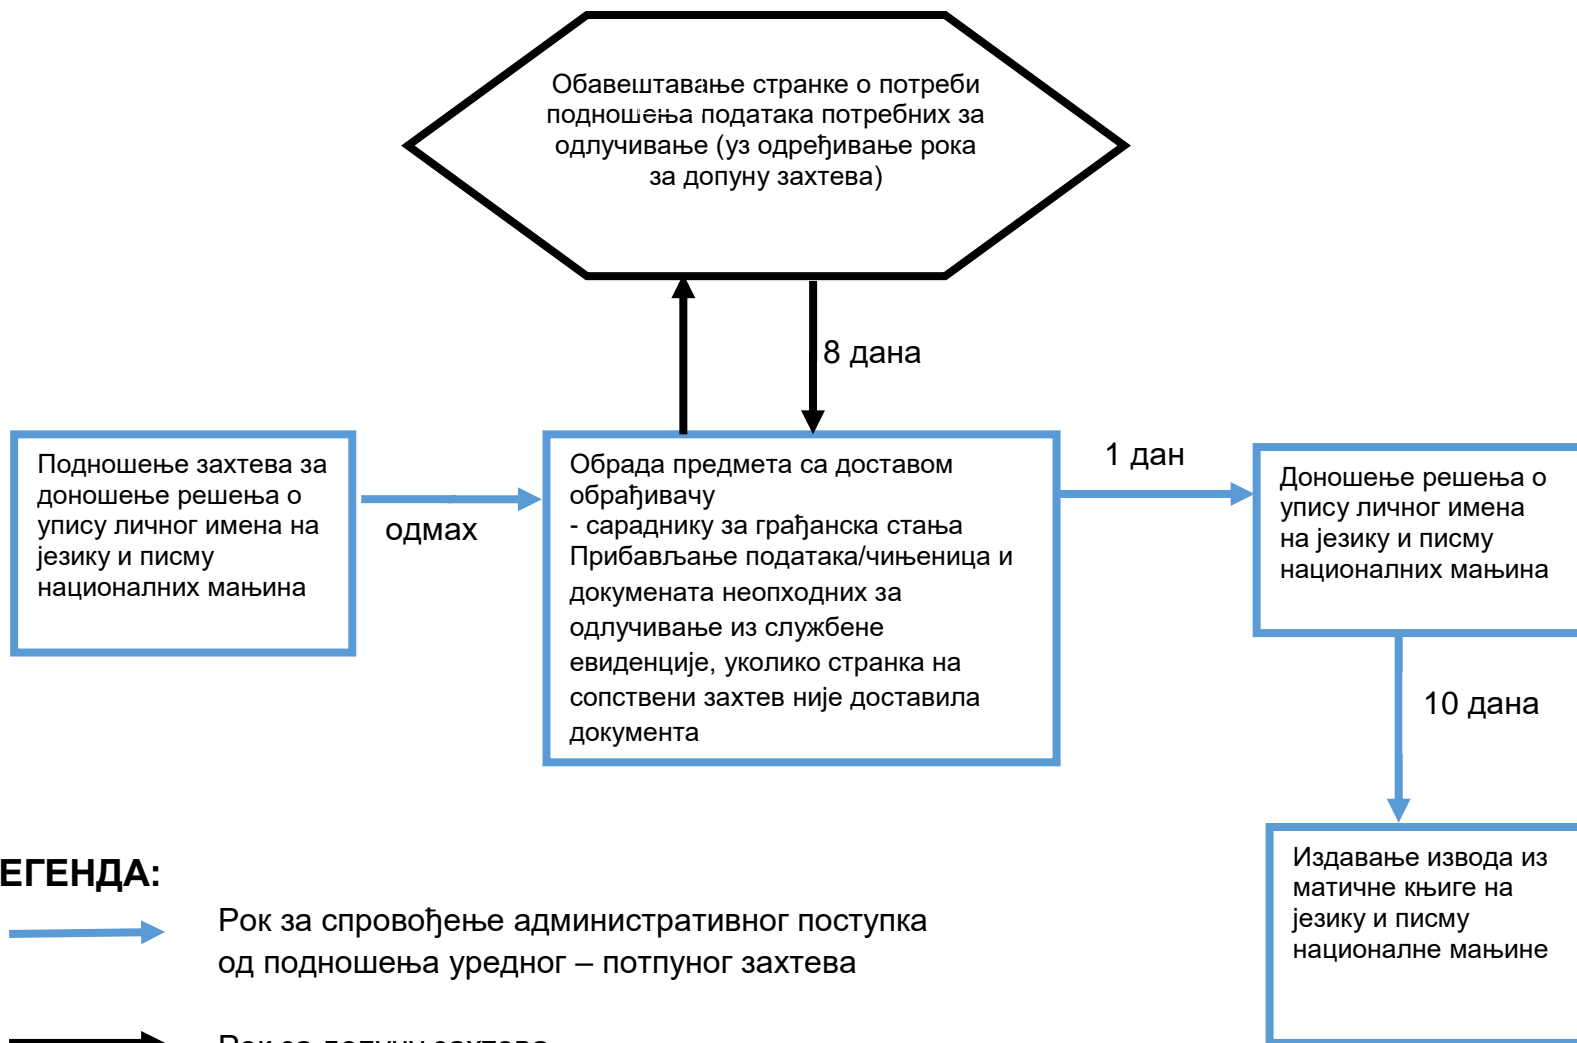 Обавештавање странке о потреби
подношења података потребних за
одлучивање (уз одређивање рока
за допуну захтева)
8 дана
Подношење захтева за
доношење решења о
упису личног имена на
језику и писму
националних мањина
одмах
Обрада предмета са доставом
обрађивачу
- сараднику за грађанска стања
Прибављање података/чињеница и
докумената неопходних за
одлучивање из службене
евиденције, уколико странка на
сопствени захтев није доставила
документа
1 дан
Доношење решења о
упису личног имена
на језику и писму
националних мањина
10 дана
Издавање извода из
матичне књиге на
језику и писму
националне мањине
ЕГЕНДА:
Рок за спровођење административног поступка
од подношења уредног – потпуног захтева
Рок за допуну захтева